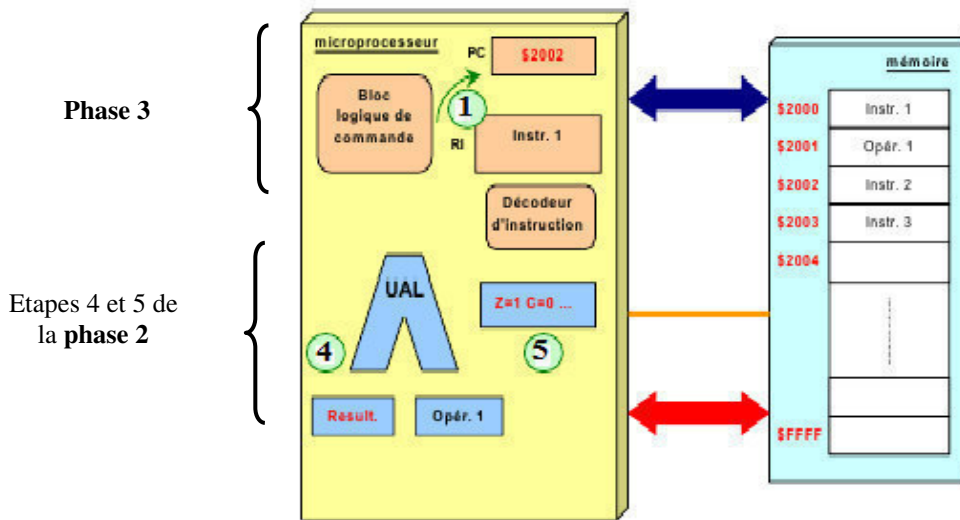 Phase 3
Etapes 4 et 5 de
la phase 2
microprocesseur
PC
$2002
Bloc
logique de
commande
1
RI
Instr. 1
Décodeur
d'instruction
UAL
Z=1 C=0 ...
4
5
Result.
Opér. 1
mémoire
$2000
Instr. 1
$2001
Opér. 1
$2002
Instr. 2
$2003
Instr. 3
$2004
$FFFF